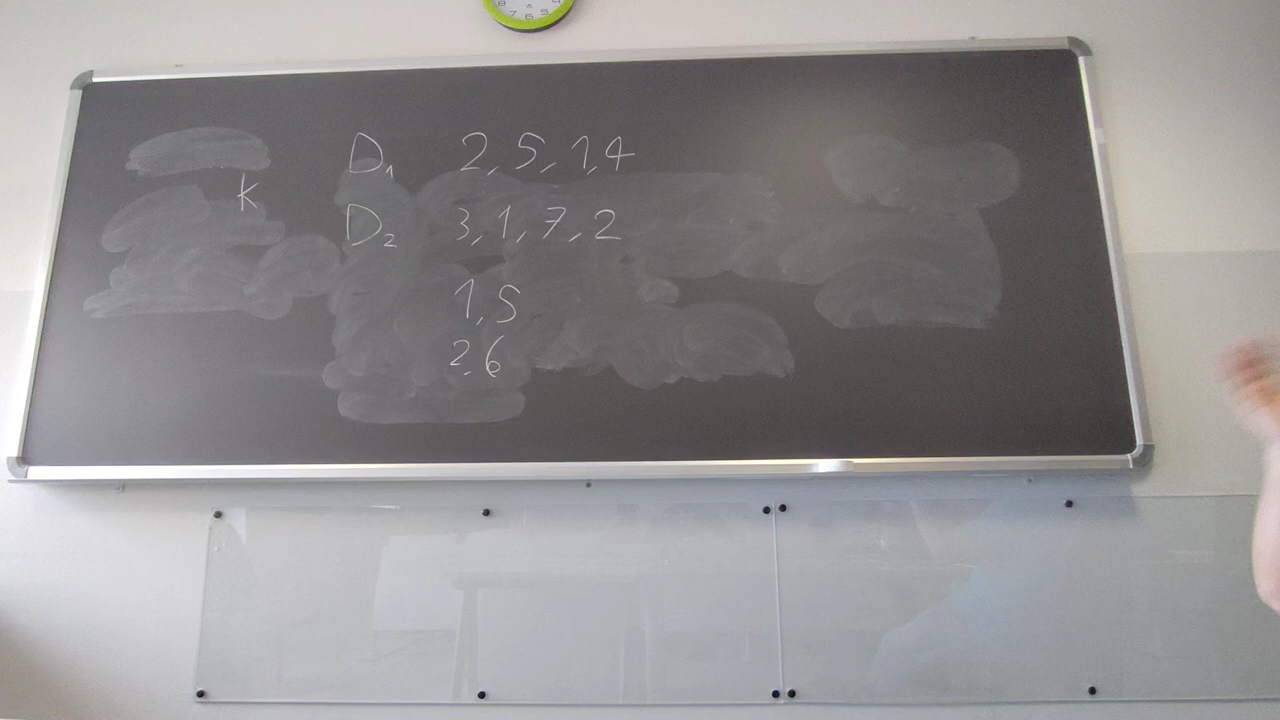 D₁ 2, 5, 1, 4
k
D₂ 3, 1, 7, 2
1, 5
2, 6